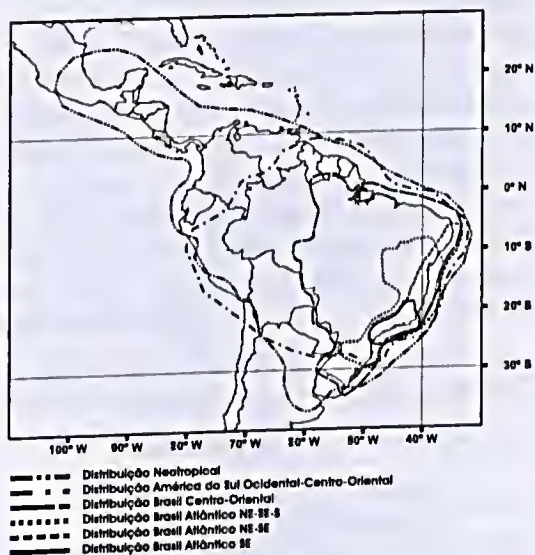 20° N
10° N
0° N
10° S
20° S
30° S
100° W 90° W 80° W 70° W 60° W 50° W 40° W
Distribuição Neotropical
Distribuição América do Sul Ocidental-Centro-Oriental
Distribuição Brasil Centro-Oriental
Distribuição Brasil Atlântico NE-SE-S
Distribuição Brasil Atlântico NE-SE
Distribuição Brasil Atlântico SE